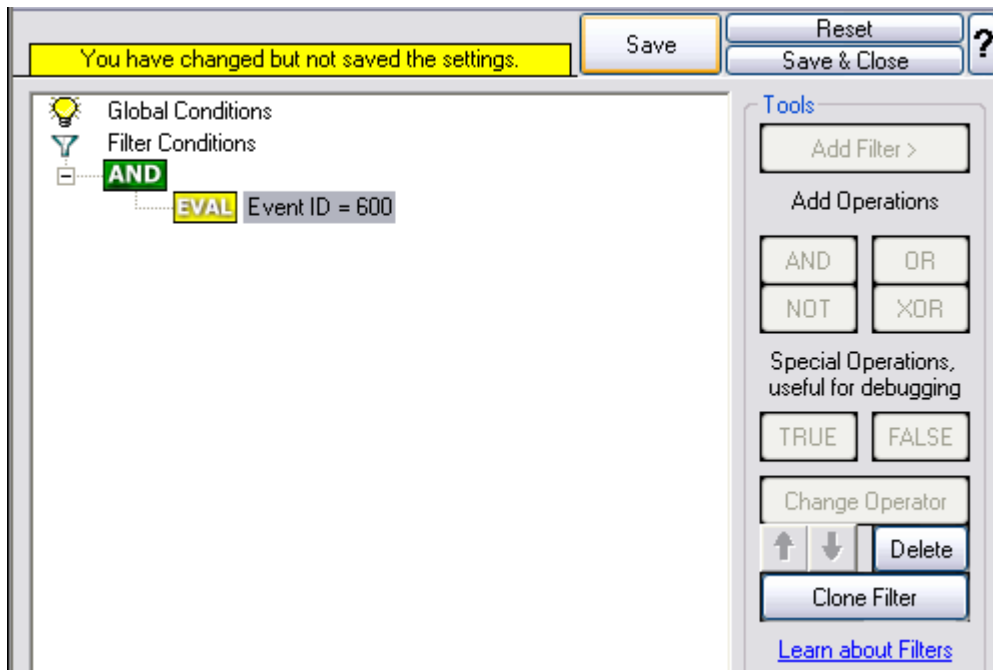 You have changed but not saved the settings.
Save
Reset
Save & Close
?
Global Conditions
Filter Conditions
AND
EVAL Event ID = 600
Tools
Add Filter >
Add Operations
AND OR
NOT XOR
Special Operations,
useful for debugging
TRUE FALSE
Change Operator
Delete
Clone Filter
Learn about Filters